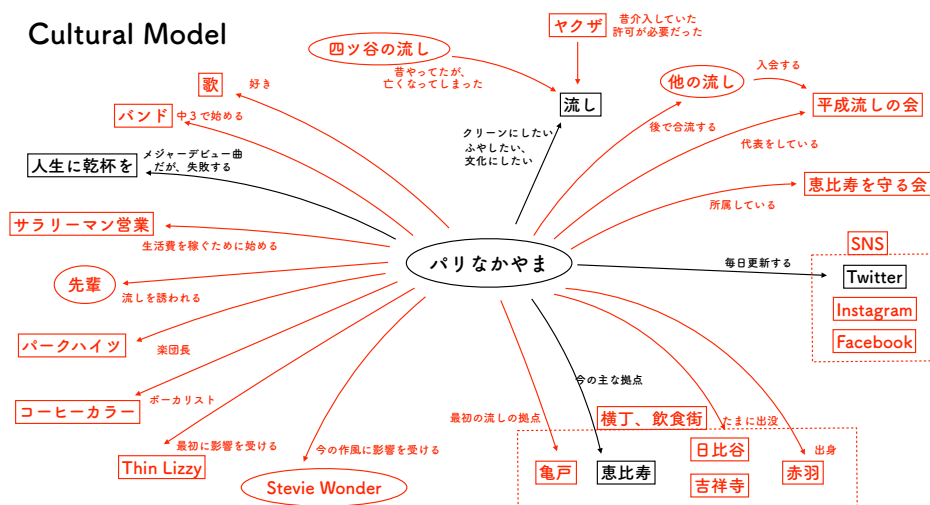 Cultural Model
四ツ谷の流し
ヤクザ
昔介入していた
許可が必要だった
昔やってたが、
亡くなってしまった
流し
他の流し
入会する
平成流しの会
歌
好き
バンド
中３で始める
クリーンにしたい
ふやしたい、
文化にしたい
後で合流する
代表をしている
人生に乾杯を
メジャーデビュー曲
だが、失敗する
恵比寿を守る会
所属している
サラリーマン営業
生活費を稼ぐために始める
パリなかやま
毎日更新する
SNS
Twitter
Instagram
Facebook
先輩
流しを誘われる
パークハイツ
楽団長
コーヒーカラー
ボーカリスト
Thin Lizzy
最初に影響を受ける
Stevie Wonder
今の作風に影響を受ける
今の主な拠点
最初の流しの拠点
横丁、飲食街
たまに出没
亀戸
恵比寿
日比谷
吉祥寺
出身
赤羽